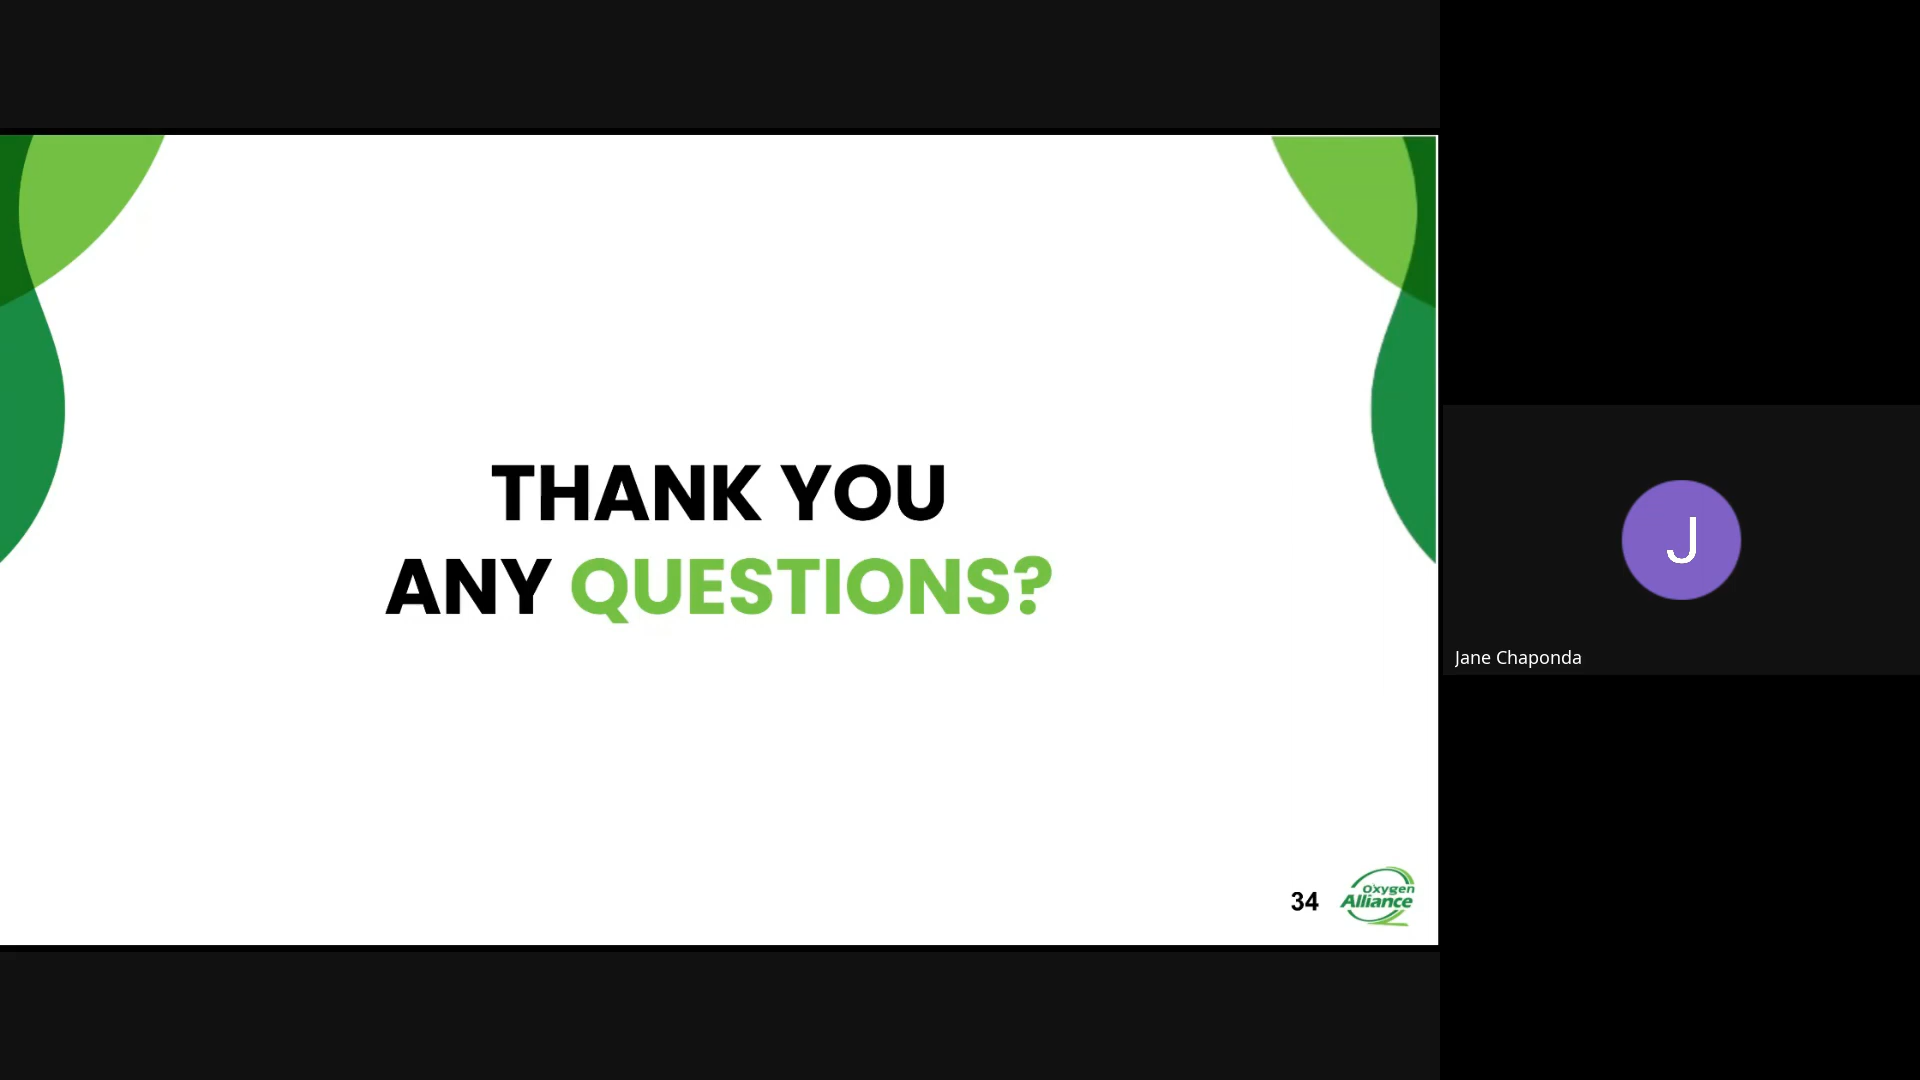 THANK YOU
ANY QUESTIONS?
J
Jane Chaponda
34
Oxygen
Alliance